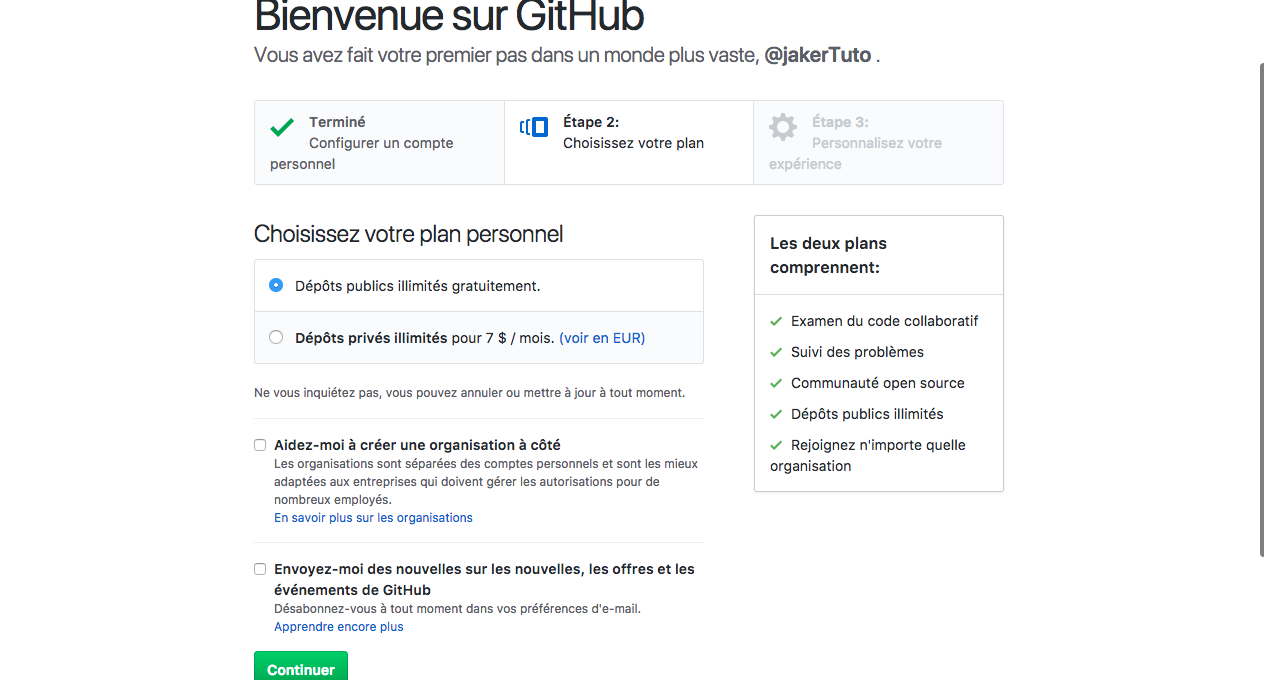 Bienvenue sur GitHub
Vous avez fait votre premier pas dans un monde plus vaste, @jakerTuto .
Terminé
Configurer un compte
personnel
Étape 2:
Choisissez votre plan
Étape 3:
Personnalisez votre
expérience
Choisissez votre plan personnel
Dépôts publics illimités gratuitement.
Dépôts privés illimités pour 7 $ / mois. (voir en EUR)
Ne vous inquiétez pas, vous pouvez annuler ou mettre à jour à tout moment.
Aidez-moi à créer une organisation à côté
Les organisations sont séparées des comptes personnels et sont les mieux
adaptées aux entreprises qui doivent gérer les autorisations pour de
nombreux employés.
En savoir plus sur les organisations
Envoyez-moi des nouvelles sur les nouvelles, les offres et les
événements de GitHub
Désabonnez-vous à tout moment dans vos préférences d'e-mail.
Apprendre encore plus
Continuer
Les deux plans
comprennent:
Examen du code collaboratif
Suivi des problèmes
Communauté open source
Dépôts publics illimités
Rejoignez n'importe quelle
organisation